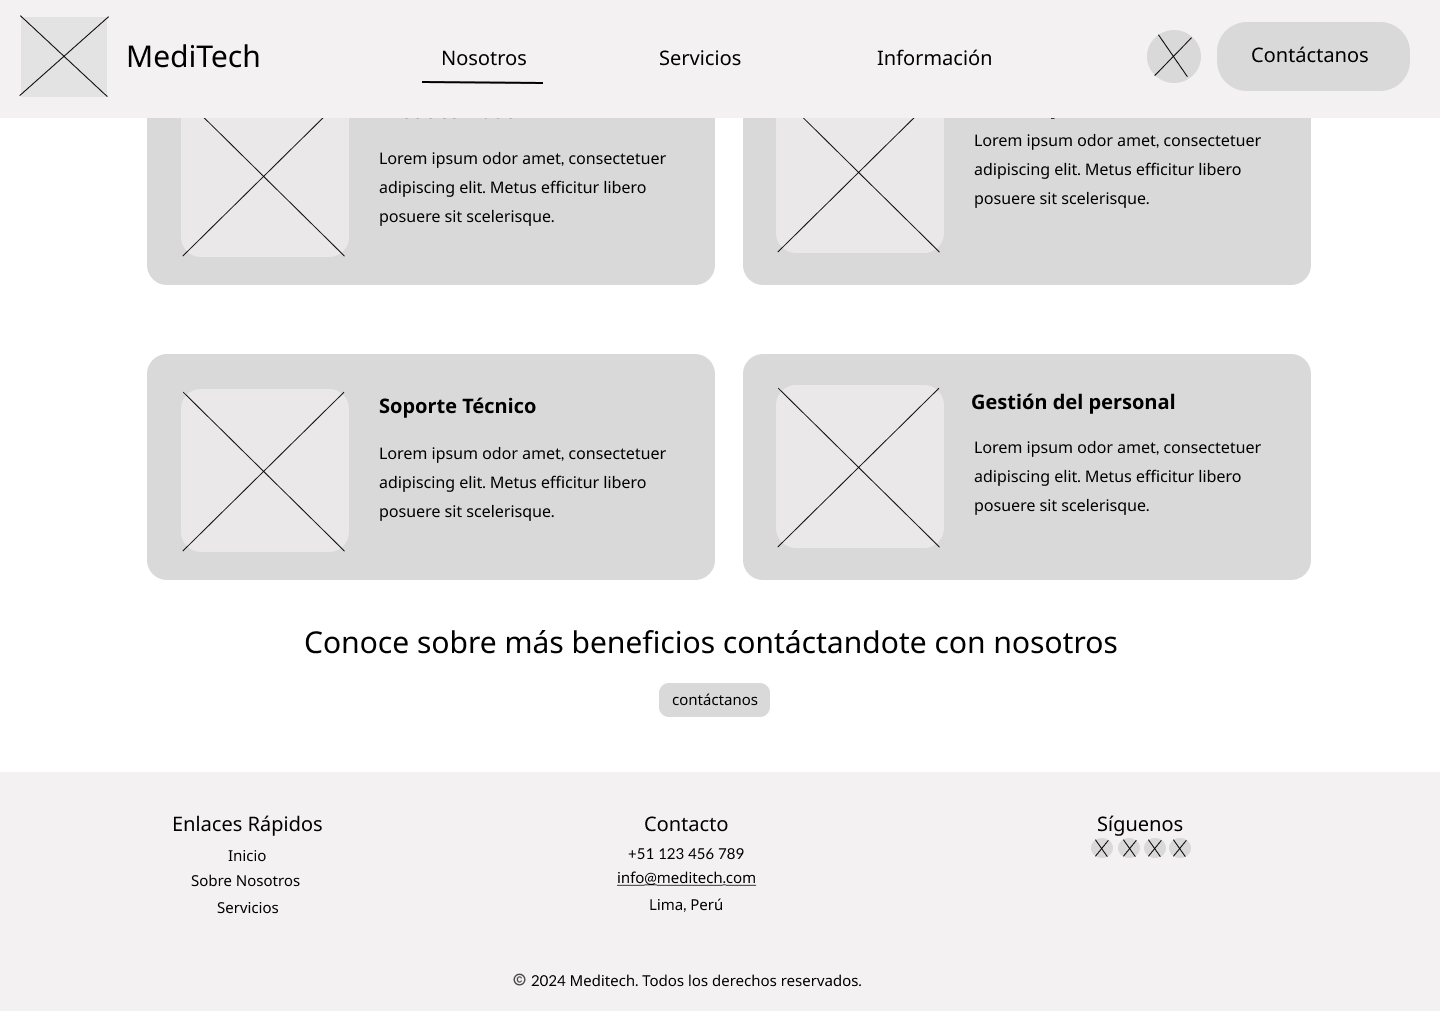 MediTech
Nosotros
Servicios
Información
Contáctanos
Lorem ipsum odor amet, consectetuer
adipiscing elit. Metus efficitur libero
posuere sit scelerisque.
Lorem ipsum odor amet, consectetuer
adipiscing elit. Metus efficitur libero
posuere sit scelerisque.
Soporte Técnico
Lorem ipsum odor amet, consectetuer
adipiscing elit. Metus efficitur libero
posuere sit scelerisque.
Gestión del personal
Lorem ipsum odor amet, consectetuer
adipiscing elit. Metus efficitur libero
posuere sit scelerisque.
Conoce sobre más beneficios contáctandote con nosotros
contáctanos
Enlaces Rápidos
Inicio
Sobre Nosotros
Servicios
Contacto
+51 123 456 789
info@meditech.com
Lima, Perú
Síguenos
© 2024 Meditech. Todos los derechos reservados.